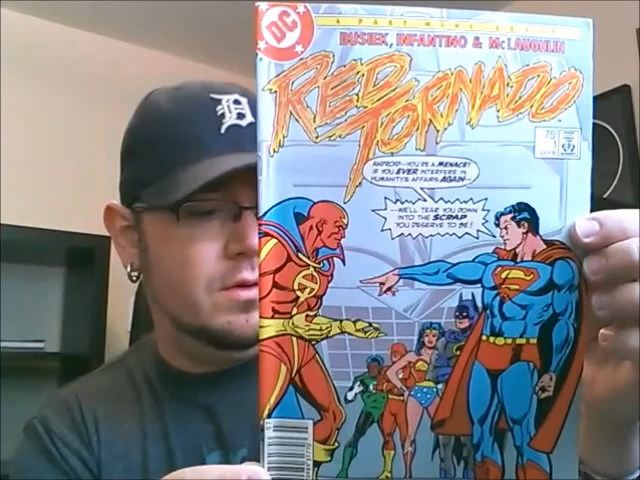 DC
4 PART MINI SERIES
BUSIEK, INFANTINO & McLAUGHLIN
RED
TORNADO
75¢
1
ANDROID--YOU'RE A MENACE!
IF YOU EVER INTERFERE IN
HUMANITY'S AFFAIRS AGAIN--
--WE'LL TEAR YOU DOWN
INTO THE SCRAP
YOU DESERVE TO BE!
D
S